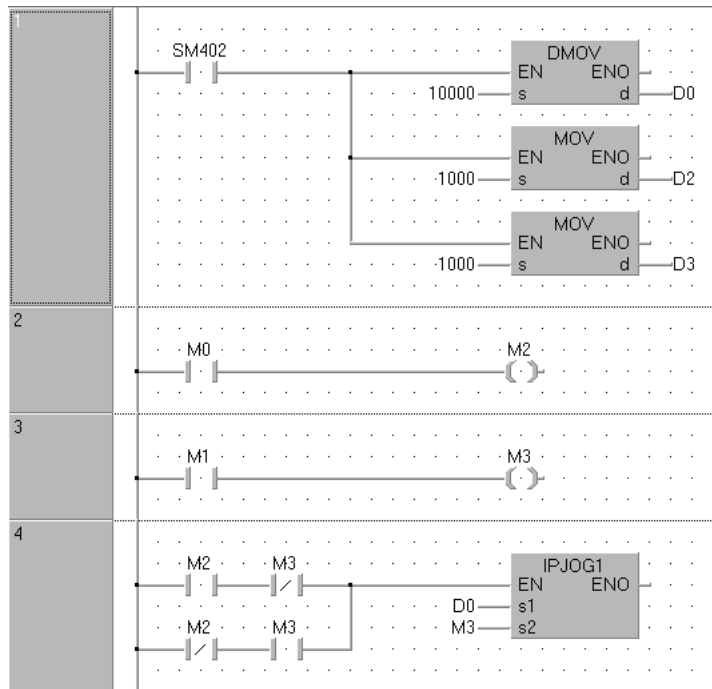 1
SM402
DMOV
EN ENO
10000 s d D0
MOV
EN ENO
1000 s d D2
MOV
EN ENO
1000 s d D3
2
M0 M2
3
M1 M3
4
M2 M3
IPJOG1
EN ENO
D0 s1
M3 s2
M2 M3